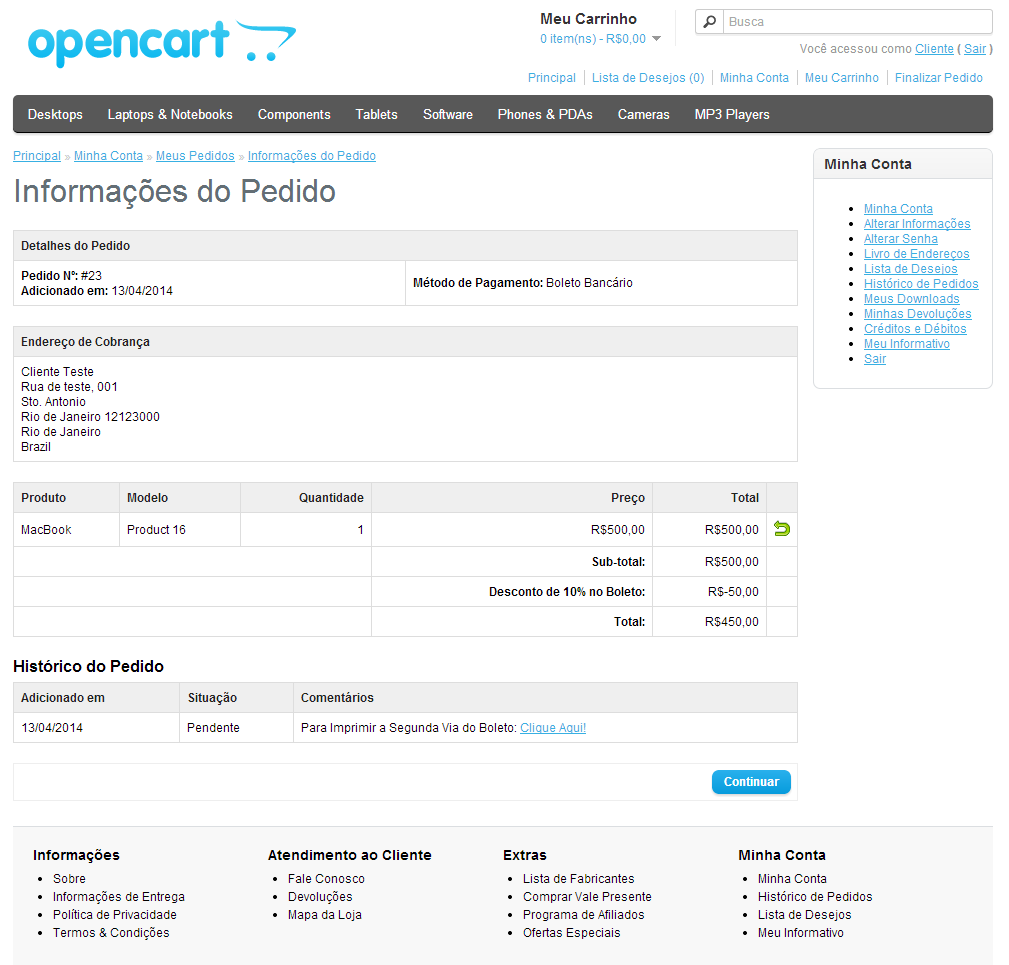 opencart
Meu Carrinho
0 item(ns) - R$0,00
Busca
Você acessou como Cliente ( Sair )
Principal Lista de Desejos (0) Minha Conta Meu Carrinho Finalizar Pedido
Desktops Laptops & Notebooks Components Tablets Software Phones & PDAs Cameras MP3 Players
Principal » Minha Conta » Meus Pedidos » Informações do Pedido
Informações do Pedido
Detalhes do Pedido
Pedido Nº: #23
Adicionado em: 13/04/2014
Método de Pagamento: Boleto Bancário
Endereço de Cobrança
Cliente Teste
Rua de teste, 001
Sto. Antonio
Rio de Janeiro 12123000
Rio de Janeiro
Brazil
Produto Modelo Quantidade Preço Total
MacBook Product 16 1 R$500,00 R$500,00
Sub-total: R$500,00
Desconto de 10% no Boleto: R$-50,00
Total: R$450,00
Histórico do Pedido
Adicionado em Situação Comentários
13/04/2014 Pendente Para Imprimir a Segunda Via do Boleto: Clique Aqui!
Continuar
Minha Conta
Minha Conta
Alterar Informações
Alterar Senha
Livro de Endereços
Lista de Desejos
Histórico de Pedidos
Meus Downloads
Minhas Devoluções
Créditos e Débitos
Meu Informativo
Sair
Informações
Sobre
Informações de Entrega
Política de Privacidade
Termos & Condições
Atendimento ao Cliente
Fale Conosco
Devoluções
Mapa da Loja
Extras
Lista de Fabricantes
Comprar Vale Presente
Programa de Afiliados
Ofertas Especiais
Minha Conta
Minha Conta
Histórico de Pedidos
Lista de Desejos
Meu Informativo